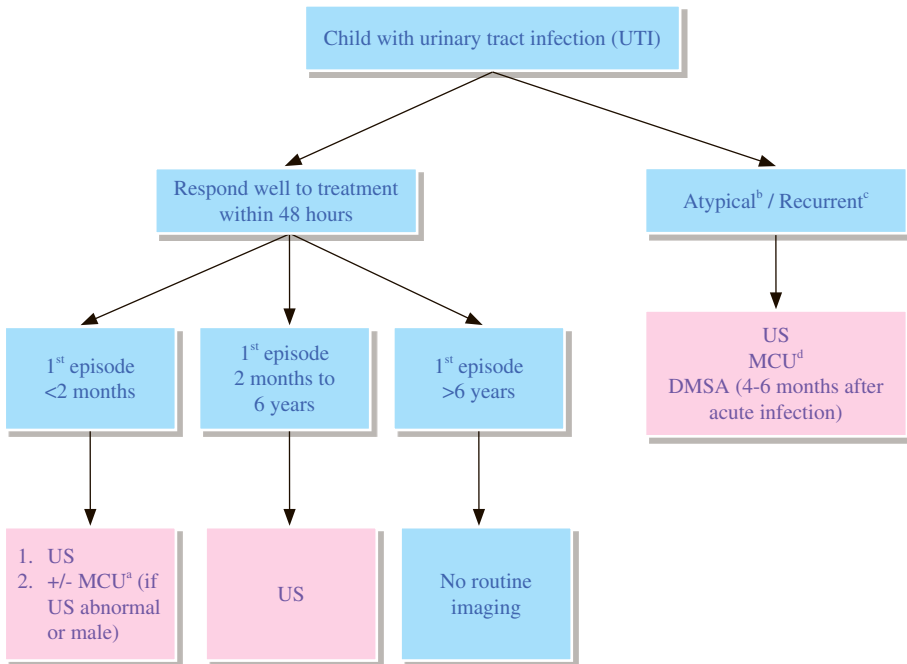 Child with urinary tract infection (UTI)
Respond well to treatment
within 48 hours
Atypicalᵇ / Recurrentᶜ
1ˢᵗ episode
<2 months
1ˢᵗ episode
2 months to
6 years
1ˢᵗ episode
>6 years
US
MCUᵈ
DMSA (4-6 months after
acute infection)
1. US
2. +/- MCUᵃ (if
US abnormal
or male)
US
No routine
imaging